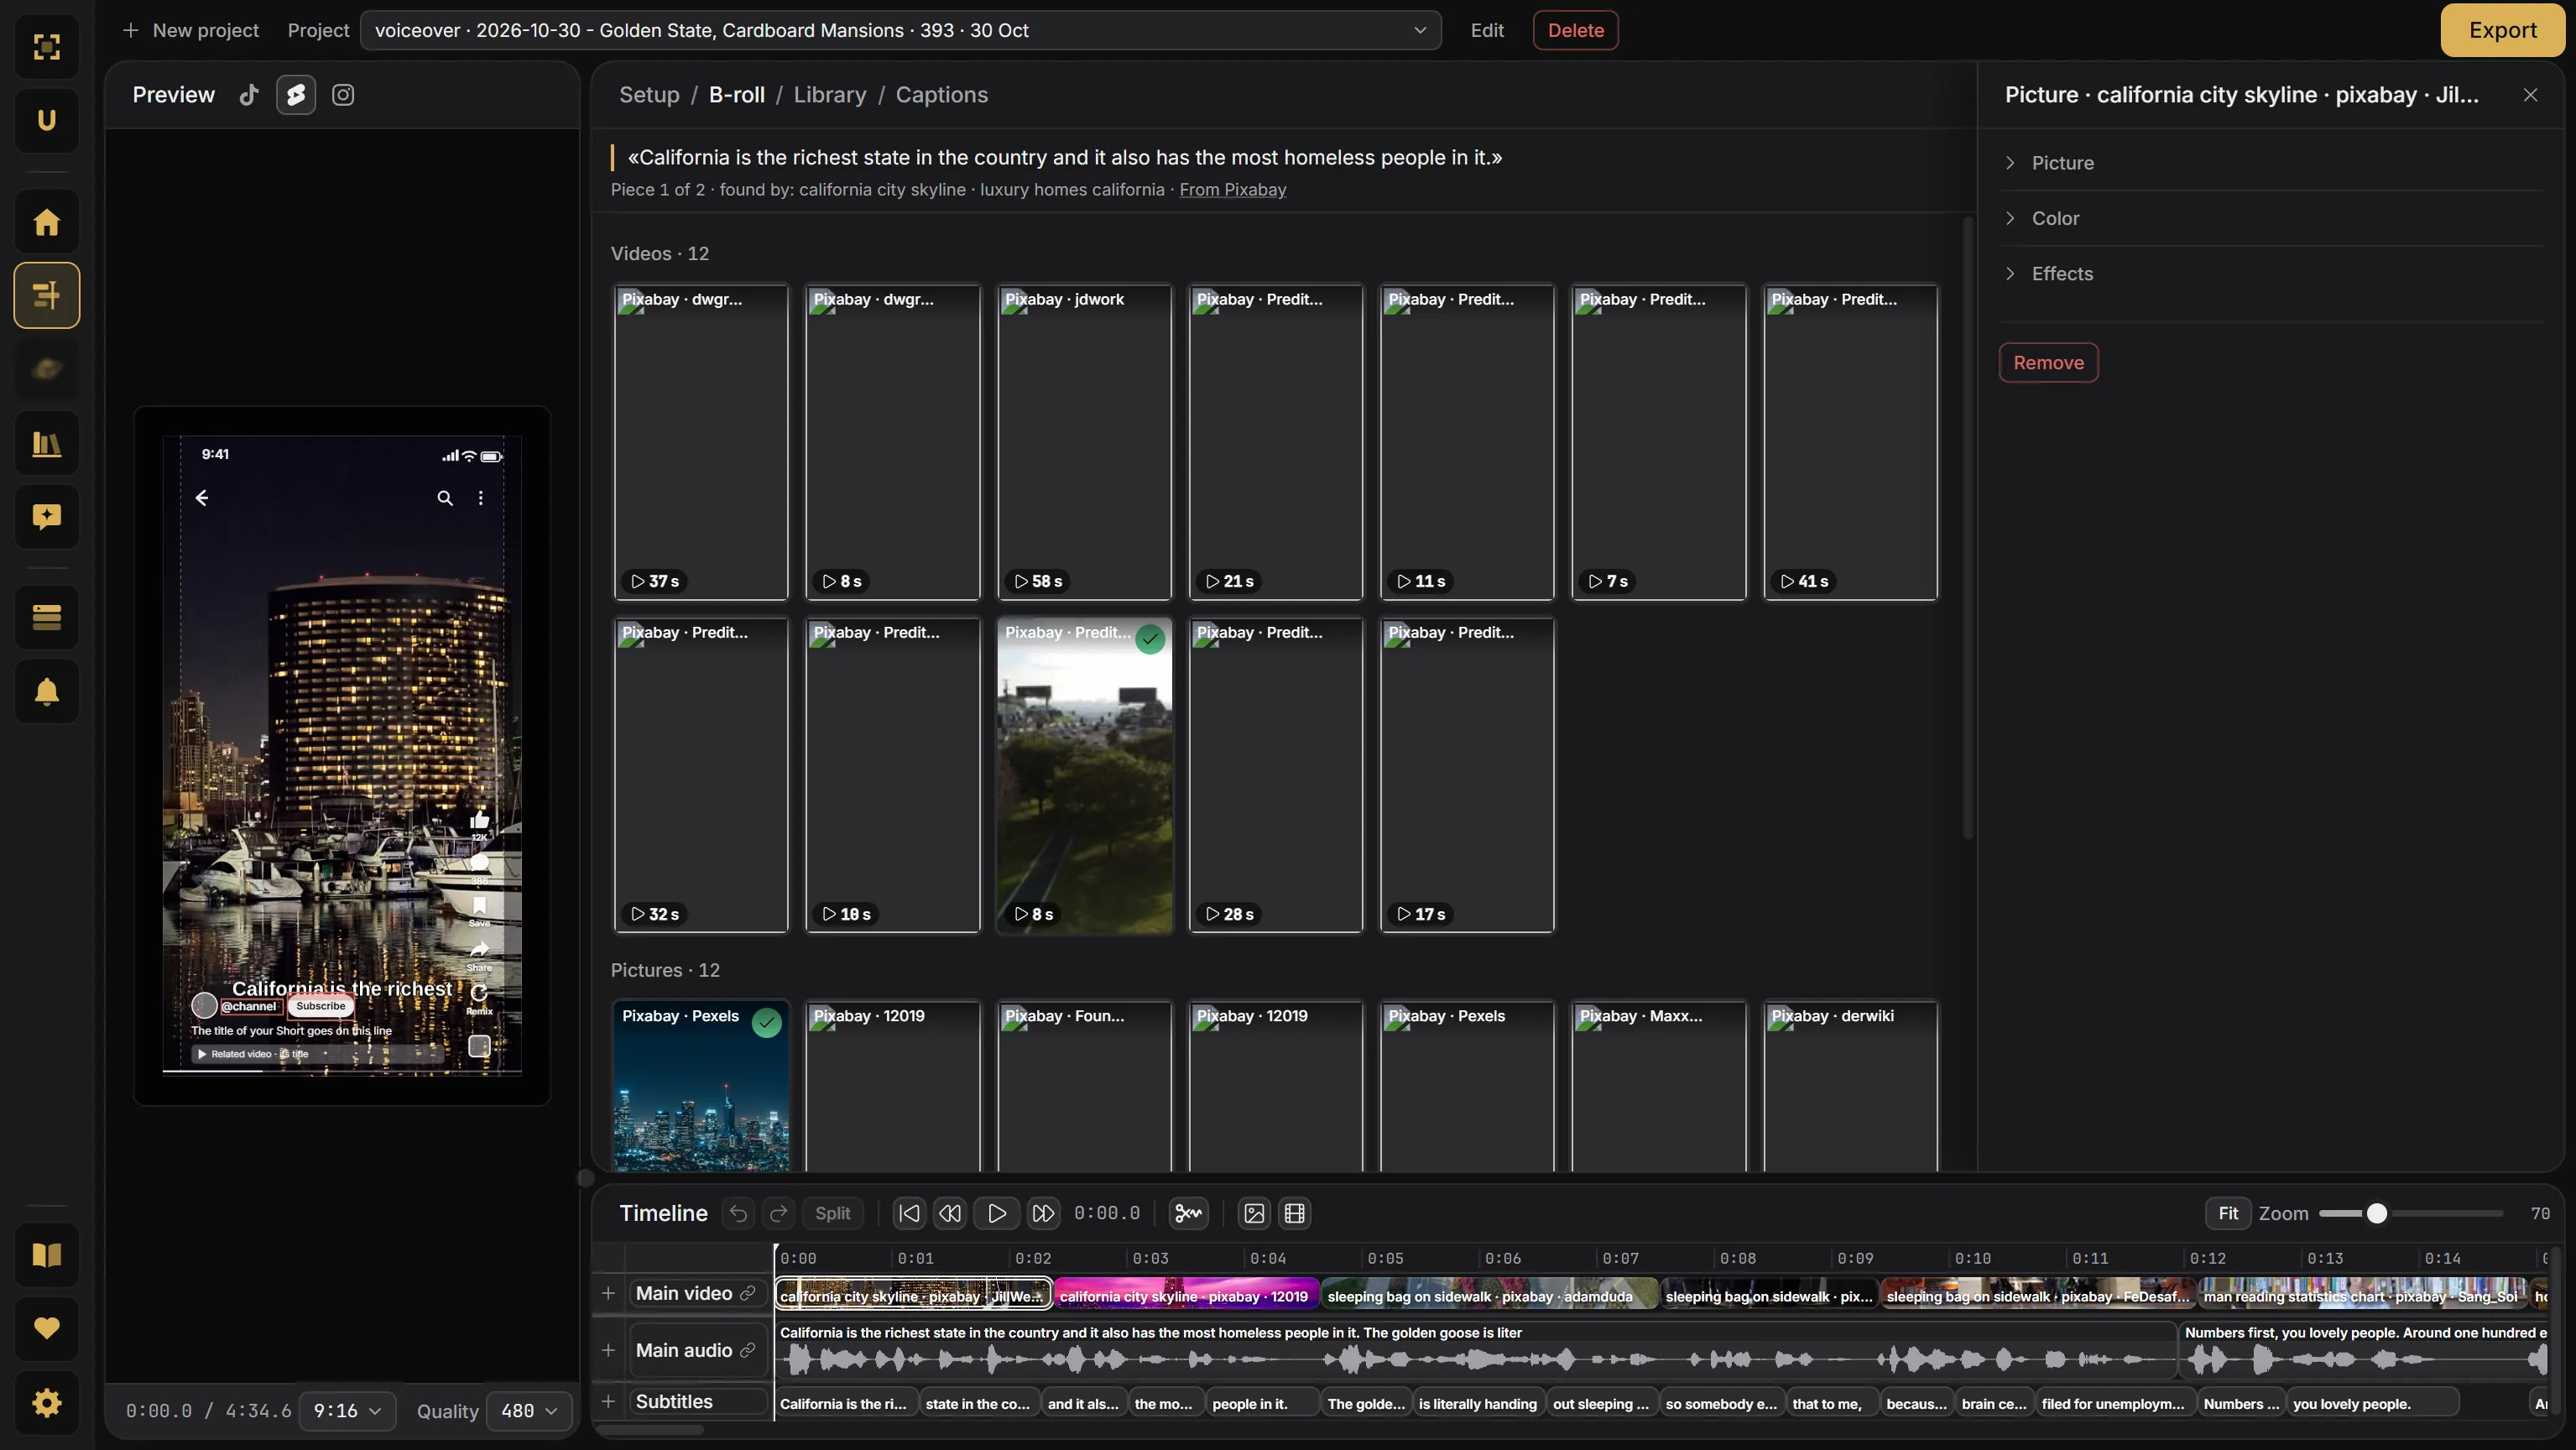 New project
Project
voiceover · 2026-10-30 - Golden State, Cardboard Mansions · 393 · 30 Oct
Edit
Delete
Export
Preview
Setup / B-roll / Library / Captions
Picture · california city skyline · pixabay · Jil...
«California is the richest state in the country and it also has the most homeless people in it.»
Piece 1 of 2 · found by: california city skyline · luxury homes california · From Pixabay
Picture
Color
Effects
Remove
Videos · 12
Pixabay · dwgr...
Pixabay · dwgr...
Pixabay · jdwork
Pixabay · Predit...
Pixabay · Predit...
Pixabay · Predit...
Pixabay · Predit...
37 s
8 s
58 s
21 s
11 s
7 s
41 s
Pixabay · Predit...
Pixabay · Predit...
Pixabay · Predit...
Pixabay · Predit...
Pixabay · Predit...
32 s
10 s
8 s
28 s
17 s
Pictures · 12
Pixabay · Pexels
Pixabay · 12019
Pixabay · Foun...
Pixabay · 12019
Pixabay · Pexels
Pixabay · Maxx...
Pixabay · derwiki
9:41
12K
Save
Share
Remix
California is the richest
@channel
Subscribe
The title of your Short goes on this line
Related video · its title
0:00.0 / 4:34.6
9:16
Quality
480
Timeline
Split
0:00.0
Fit
Zoom
70
0:00 0:01 0:02 0:03 0:04 0:05 0:06 0:07 0:08 0:09 0:10 0:11 0:12 0:13 0:14
Main video
california city skyline · pixabay · JillWe...
california city skyline · pixabay · 12019
sleeping bag on sidewalk · pixabay · adamduda
sleeping bag on sidewalk · pix...
sleeping bag on sidewalk · pixabay · FeDesaf...
man reading statistics chart · pixabay · Sang_Soi
Main audio
California is the richest state in the country and it also has the most homeless people in it. The golden goose is liter
Numbers first, you lovely people. Around one hundred e
Subtitles
California is the ri...
state in the co...
and it als...
the mo...
people in it.
The golde...
is literally handing
out sleeping ...
so somebody e...
that to me,
becaus...
brain ce...
filed for unemploym...
Numbers ...
you lovely people.